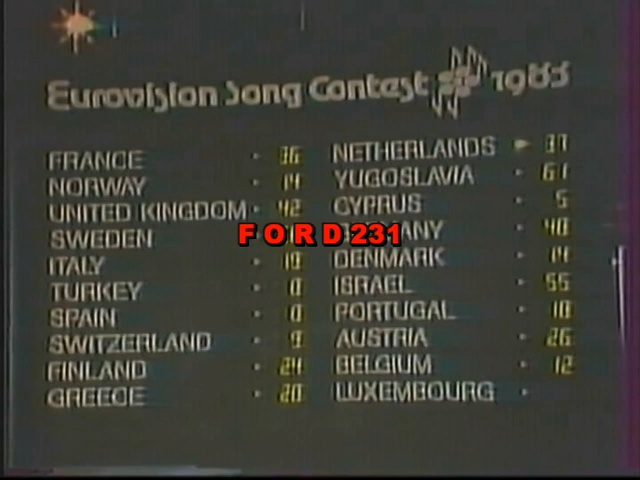 Eurovision Song Contest 1983
FRANCE 36 NETHERLANDS 37
NORWAY 14 YUGOSLAVIA 61
UNITED KINGDOM 42 CYPRUS 5
SWEDEN 40
FORD231
ITALY 19 DENMARK 14
TURKEY 0 ISRAEL 55
SPAIN 0 PORTUGAL
SWITZERLAND 9 AUSTRIA 26
FINLAND 24 BELGIUM 12
GREECE 20 LUXEMBOURG